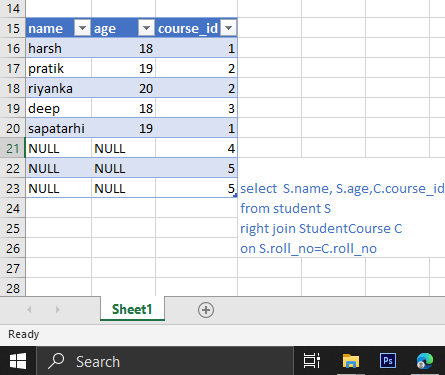 14
15 name age course_id
16 harsh 18 1
17 pratik 19 2
18 riyanka 20 2
19 deep 18 3
20 sapatarhi 19 1
21 NULL NULL 4
22 NULL NULL 5
23 NULL NULL 5 select S.name, S.age,C.course_id
24 from student S
25 right join StudentCourse C
26 on S.roll_no=C.roll_no
27
28
Sheet1
Ready
Search
Ps